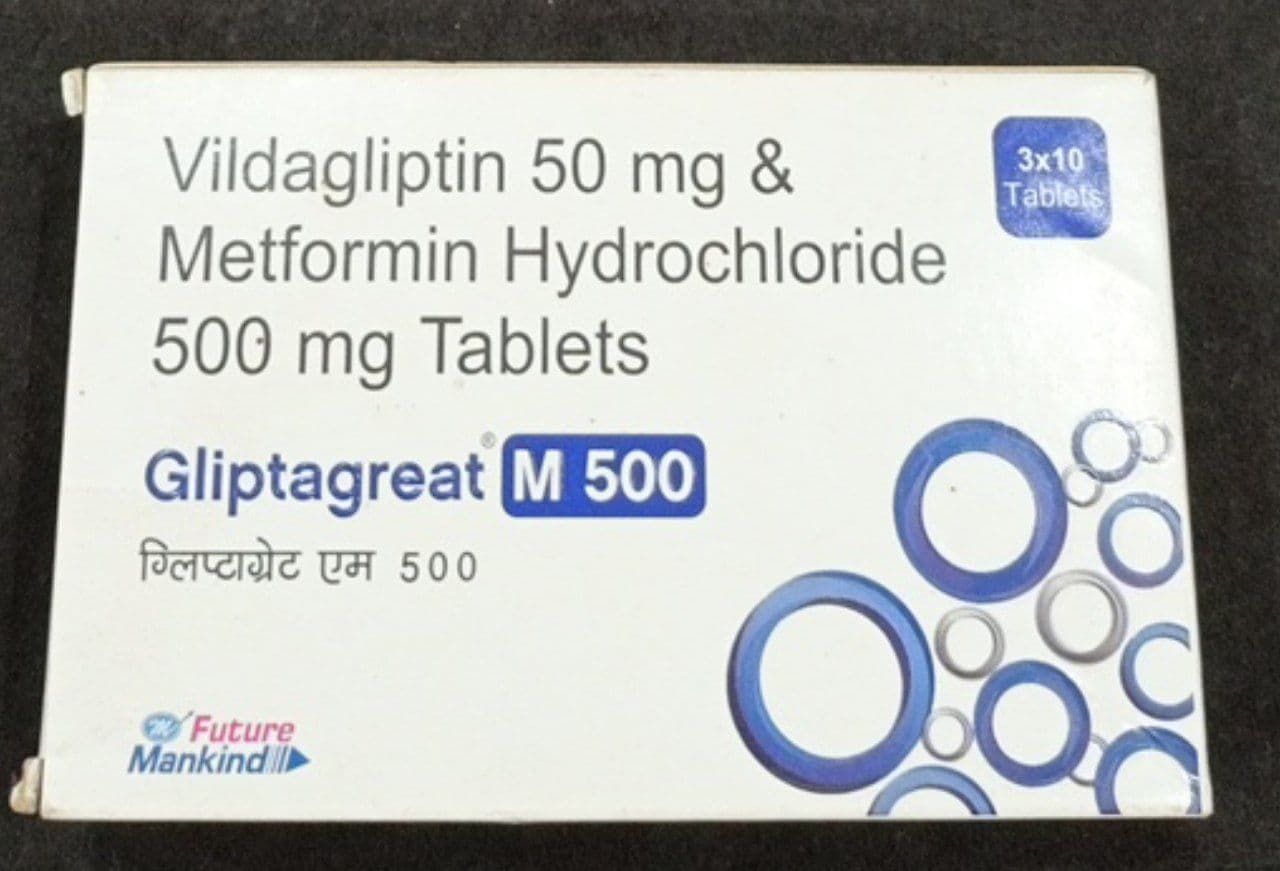 Vildagliptin 50 mg &
Metformin Hydrochloride
500 mg Tablets
3x10
Tablets
Gliptagreat® M 500
ग्लिप्टाग्रेट एम 500
Future
Mankind